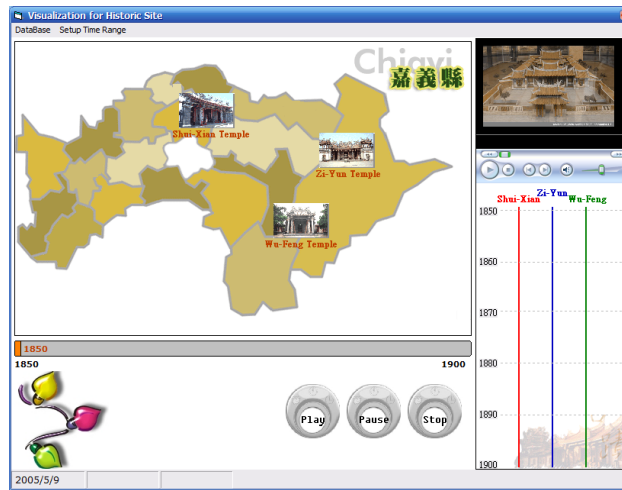 Visualization for Historic Site
DataBase Setup Time Range
Chiayi
嘉義縣
Shui-Xian Temple
Zi-Yun Temple
Wu-Feng Temple
1850
1850 1900
Play Pause Stop
2005/5/9
Shui-Xian Zi-Yun Wu-Feng
1850
1860
1870
1880
1890
1900